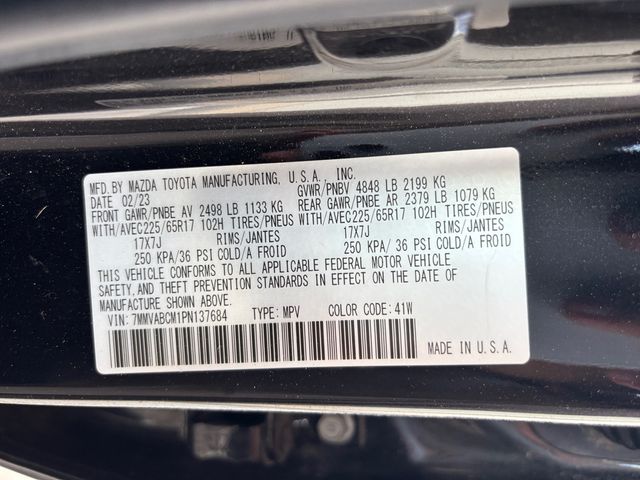 MFD.BY MAZDA TOYOTA MANUFACTURING, U.S.A., INC.
DATE 02/23 GVWR/PNBV 4848 LB 2199 KG
FRONT GAWR/PNBE AV 2498 LB 1133 KG REAR GAWR/PNBE AR 2379 LB 1079 KG
WITH/AVEC225/65R17 102H TIRES/PNEUS WITH/AVEC225/65R17 102H TIRES/PNEUS
17X7J RIMS/JANTES 17X7J RIMS/JANTES
250 KPA/36 PSI COLD/A FROID 250 KPA/ 36 PSI COLD/A FROID
THIS VEHICLE CONFORMS TO ALL APPLICABLE FEDERAL MOTOR VEHICLE
SAFETY, AND THEFT PREVENTION STANDARDS IN EFFECT ON THE DATE OF
MANUFACTURE SHOWN ABOVE.
VIN: 7MMVABCM1PN137684 TYPE: MPV COLOR CODE: 41W
MADE IN U.S.A.